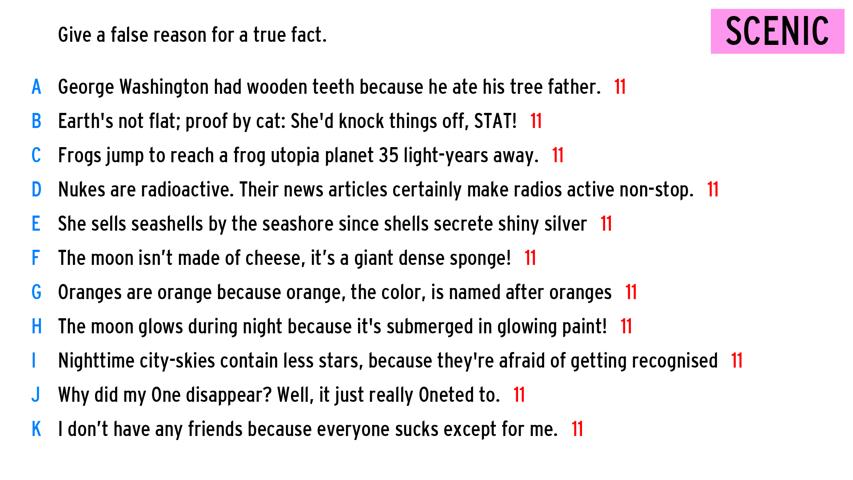 Give a false reason for a true fact.
SCENIC
A George Washington had wooden teeth because he ate his tree father. 11
B Earth's not flat; proof by cat: She'd knock things off, STAT! 11
C Frogs jump to reach a frog utopia planet 35 light-years away. 11
D Nukes are radioactive. Their news articles certainly make radios active non-stop. 11
E She sells seashells by the seashore since shells secrete shiny silver 11
F The moon isn’t made of cheese, it’s a giant dense sponge! 11
G Oranges are orange because orange, the color, is named after oranges 11
H The moon glows during night because it's submerged in glowing paint! 11
I Nighttime city-skies contain less stars, because they're afraid of getting recognised 11
J Why did my One disappear? Well, it just really Oneted to. 11
K I don’t have any friends because everyone sucks except for me. 11